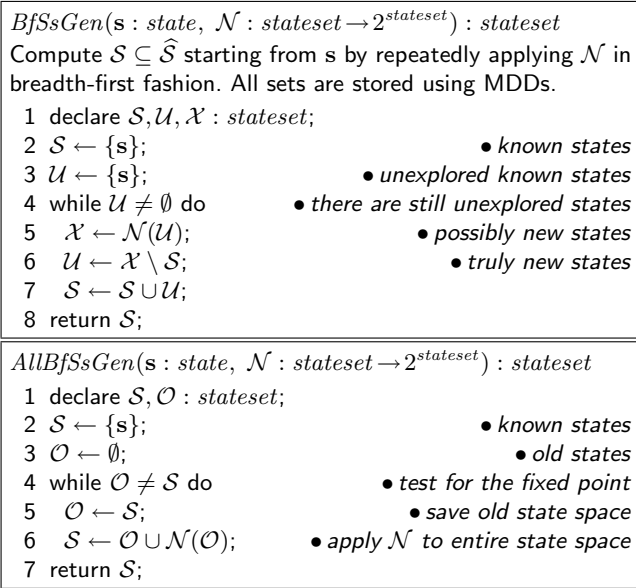 BfSsGen(s : state, 𝒩 : stateset→2^{stateset}) : stateset
Compute 𝒮 ⊆ 𝒮̂ starting from s by repeatedly applying 𝒩 in
breadth-first fashion. All sets are stored using MDDs.
1 declare 𝒮, 𝒰, 𝒳 : stateset;
2 𝒮 ← {s}; • known states
3 𝒰 ← {s}; • unexplored known states
4 while 𝒰 ≠ ∅ do • there are still unexplored states
5 𝒳 ← 𝒩(𝒰); • possibly new states
6 𝒰 ← 𝒳 \ 𝒮; • truly new states
7 𝒮 ← 𝒮 ∪ 𝒰;
8 return 𝒮;
AllBfSsGen(s : state, 𝒩 : stateset→2^{stateset}) : stateset
1 declare 𝒮, 𝒪 : stateset;
2 𝒮 ← {s}; • known states
3 𝒪 ← ∅; • old states
4 while 𝒪 ≠ 𝒮 do • test for the fixed point
5 𝒪 ← 𝒮; • save old state space
6 𝒮 ← 𝒪 ∪ 𝒩(𝒪); • apply 𝒩 to entire state space
7 return 𝒮;